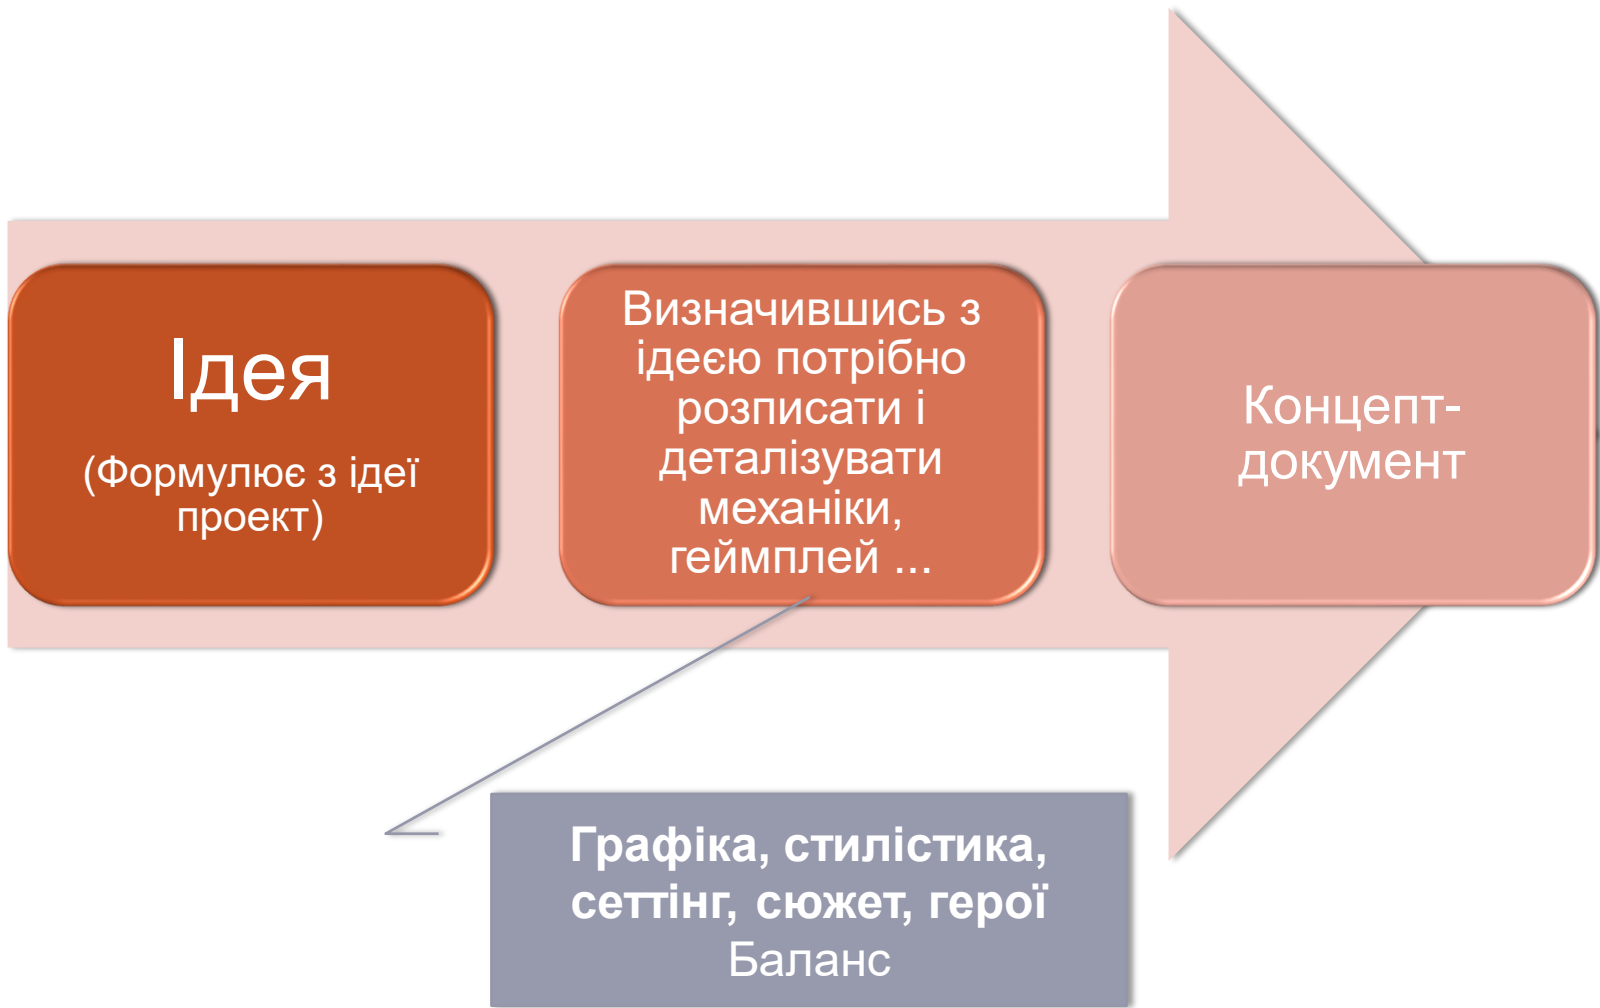 Ідея
(Формулює з ідеї
проект)
Визначившись з
ідеєю потрібно
розписати і
деталізувати
механіки,
геймплей ...
Концепт-
документ
Графіка, стилістика,
сеттінг, сюжет, герої
Баланс